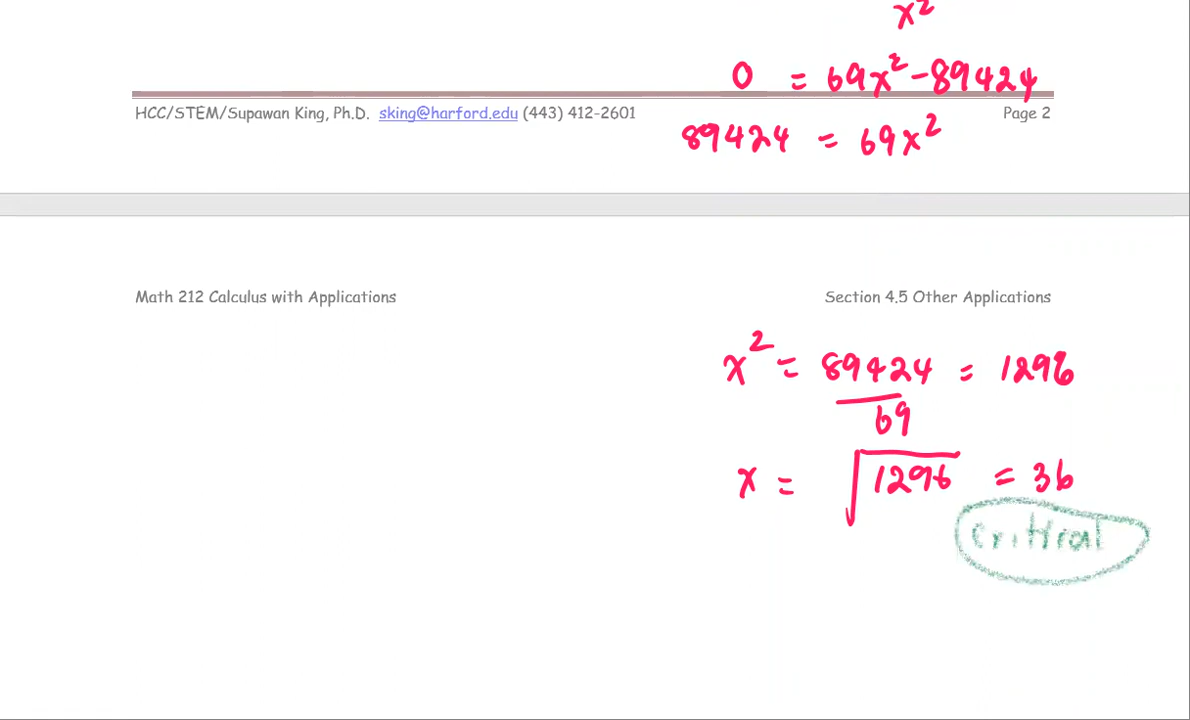 x²
0 = 69x² - 89424
HCC/STEM/Supawan King, Ph.D. sking@harford.edu (443) 412-2601 Page 2
89424 = 69x²
Math 212 Calculus with Applications Section 4.5 Other Applications
x² = 89424 = 1296
69
x = √1296 = 36
critical